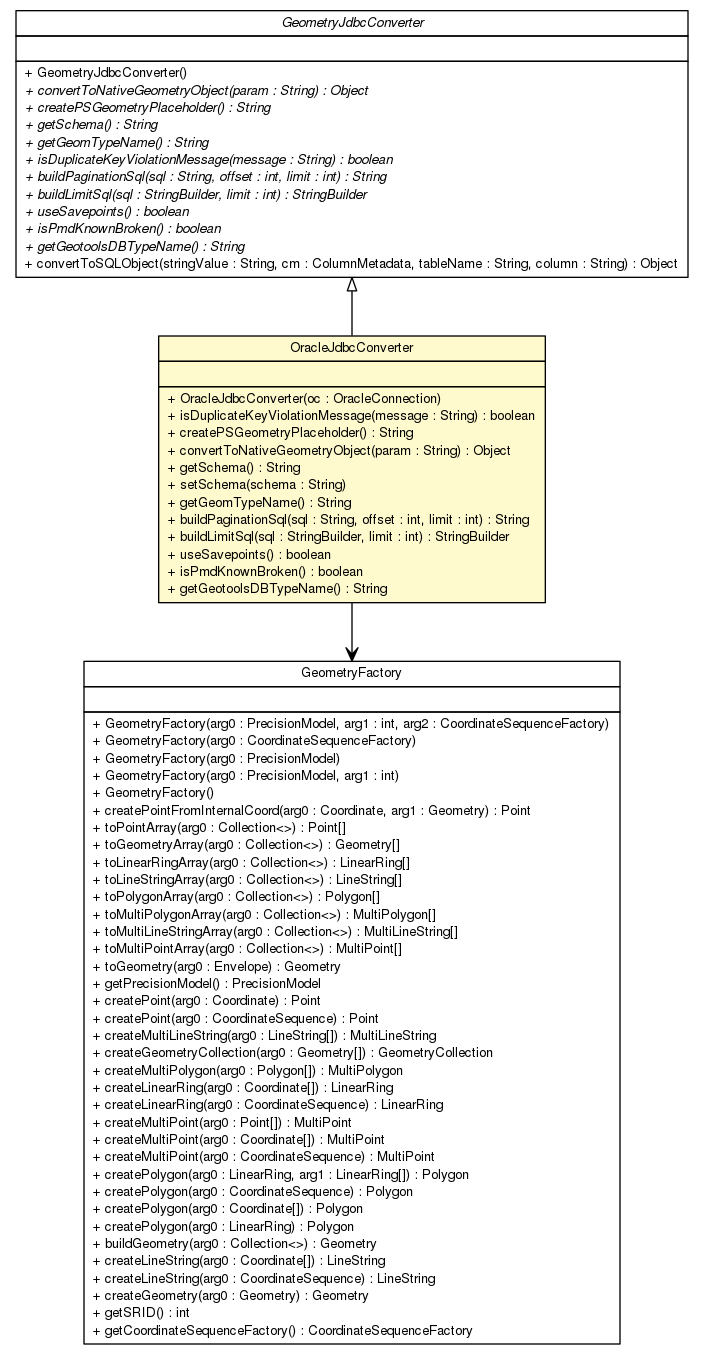 GeometryJdbcConverter
+ GeometryJdbcConverter()
+ convertToNativeGeometryObject(param : String) : Object
+ createPSGeometryPlaceholder() : String
+ getSchema() : String
+ getGeomTypeName() : String
+ isDuplicateKeyViolationMessage(message : String) : boolean
+ buildPaginationSql(sql : String, offset : int, limit : int) : String
+ buildLimitSql(sql : StringBuilder, limit : int) : StringBuilder
+ useSavepoints() : boolean
+ isPmdKnownBroken() : boolean
+ getGeotoolsDBTypeName() : String
+ convertToSQLObject(stringValue : String, cm : ColumnMetadata, tableName : String, column : String) : Object
OracleJdbcConverter
+ OracleJdbcConverter(oc : OracleConnection)
+ isDuplicateKeyViolationMessage(message : String) : boolean
+ createPSGeometryPlaceholder() : String
+ convertToNativeGeometryObject(param : String) : Object
+ getSchema() : String
+ setSchema(schema : String)
+ getGeomTypeName() : String
+ buildPaginationSql(sql : String, offset : int, limit : int) : String
+ buildLimitSql(sql : StringBuilder, limit : int) : StringBuilder
+ useSavepoints() : boolean
+ isPmdKnownBroken() : boolean
+ getGeotoolsDBTypeName() : String
GeometryFactory
+ GeometryFactory(arg0 : PrecisionModel, arg1 : int, arg2 : CoordinateSequenceFactory)
+ GeometryFactory(arg0 : CoordinateSequenceFactory)
+ GeometryFactory(arg0 : PrecisionModel)
+ GeometryFactory(arg0 : PrecisionModel, arg1 : int)
+ GeometryFactory()
+ createPointFromInternalCoord(arg0 : Coordinate, arg1 : Geometry) : Point
+ toPointArray(arg0 : Collection<>) : Point[]
+ toGeometryArray(arg0 : Collection<>) : Geometry[]
+ toLinearRingArray(arg0 : Collection<>) : LinearRing[]
+ toLineStringArray(arg0 : Collection<>) : LineString[]
+ toPolygonArray(arg0 : Collection<>) : Polygon[]
+ toMultiPolygonArray(arg0 : Collection<>) : MultiPolygon[]
+ toMultiLineStringArray(arg0 : Collection<>) : MultiLineString[]
+ toMultiPointArray(arg0 : Collection<>) : MultiPoint[]
+ toGeometry(arg0 : Envelope) : Geometry
+ getPrecisionModel() : PrecisionModel
+ createPoint(arg0 : Coordinate) : Point
+ createPoint(arg0 : CoordinateSequence) : Point
+ createMultiLineString(arg0 : LineString[]) : MultiLineString
+ createGeometryCollection(arg0 : Geometry[]) : GeometryCollection
+ createMultiPolygon(arg0 : Polygon[]) : MultiPolygon
+ createLinearRing(arg0 : Coordinate[]) : LinearRing
+ createLinearRing(arg0 : CoordinateSequence) : LinearRing
+ createMultiPoint(arg0 : Point[]) : MultiPoint
+ createMultiPoint(arg0 : Coordinate[]) : MultiPoint
+ createMultiPoint(arg0 : CoordinateSequence) : MultiPoint
+ createPolygon(arg0 : LinearRing, arg1 : LinearRing[]) : Polygon
+ createPolygon(arg0 : CoordinateSequence) : Polygon
+ createPolygon(arg0 : Coordinate[]) : Polygon
+ createPolygon(arg0 : LinearRing) : Polygon
+ buildGeometry(arg0 : Collection<>) : Geometry
+ createLineString(arg0 : Coordinate[]) : LineString
+ createLineString(arg0 : CoordinateSequence) : LineString
+ createGeometry(arg0 : Geometry) : Geometry
+ getSRID() : int
+ getCoordinateSequenceFactory() : CoordinateSequenceFactory